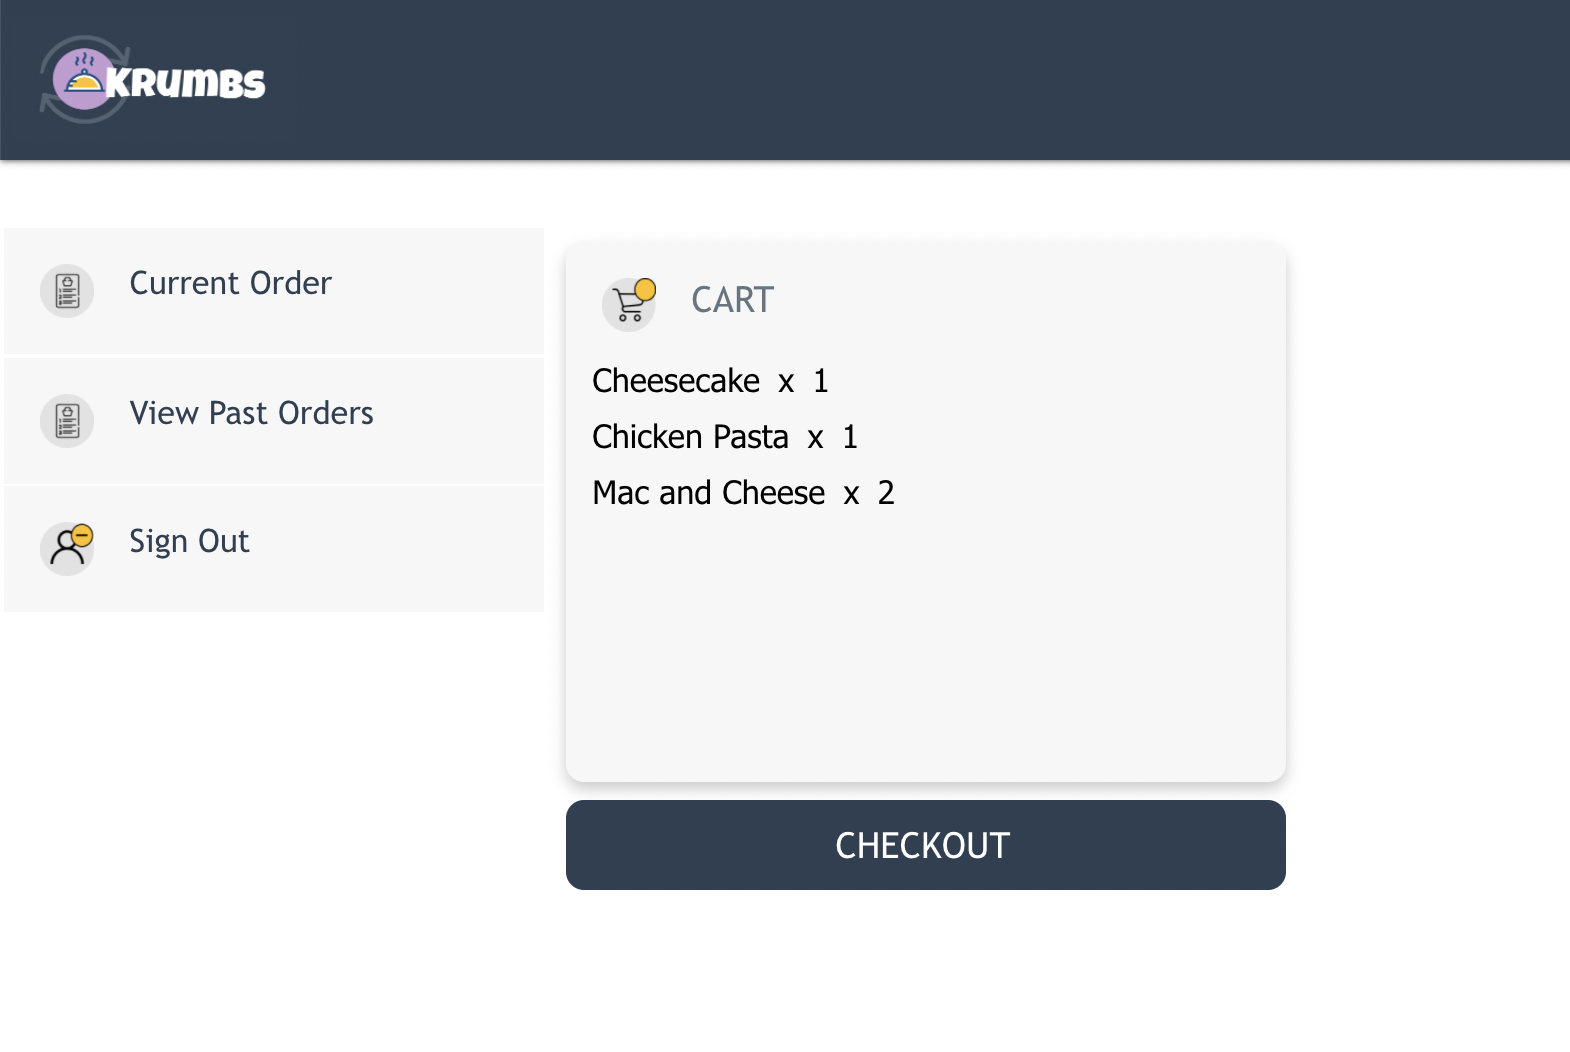 KRUMBS
Current Order
View Past Orders
Sign Out
CART
Cheesecake x 1
Chicken Pasta x 1
Mac and Cheese x 2
CHECKOUT